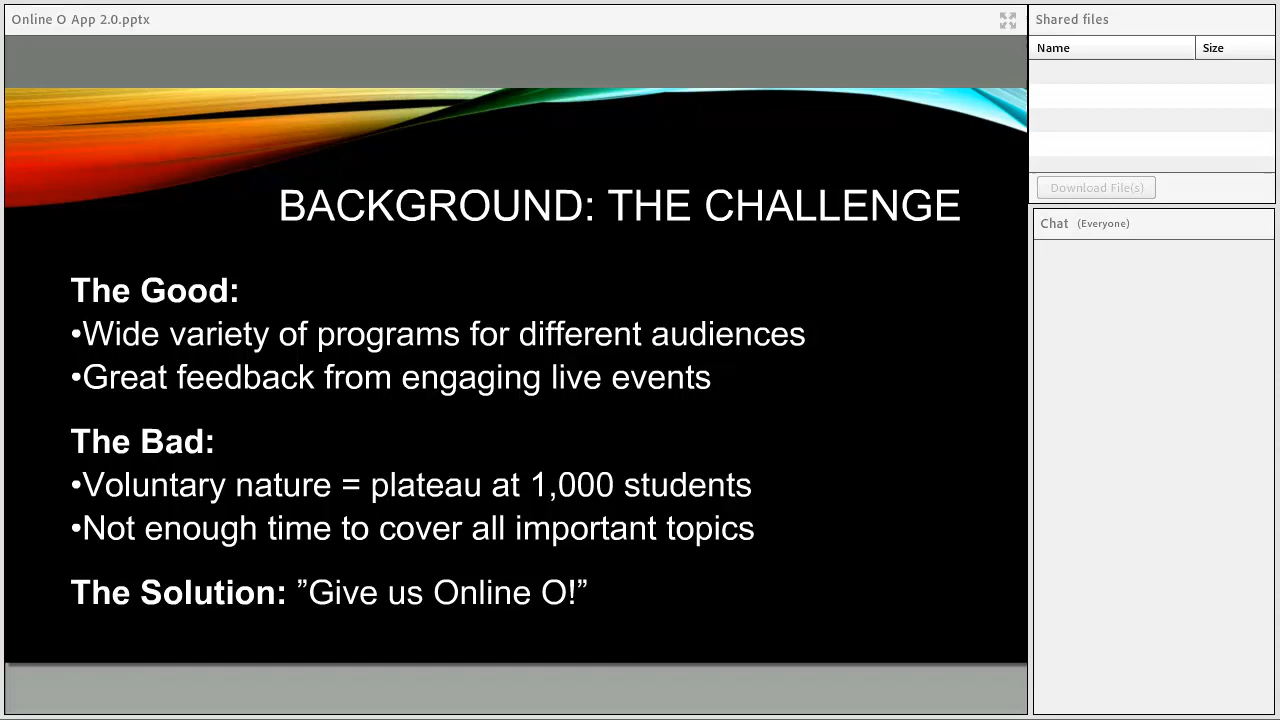 Online O App 2.0.pptx
Shared files
Name Size
Download File(s)
Chat (Everyone)
BACKGROUND: THE CHALLENGE
The Good:
•Wide variety of programs for different audiences
•Great feedback from engaging live events
The Bad:
•Voluntary nature = plateau at 1,000 students
•Not enough time to cover all important topics
The Solution: ”Give us Online O!”